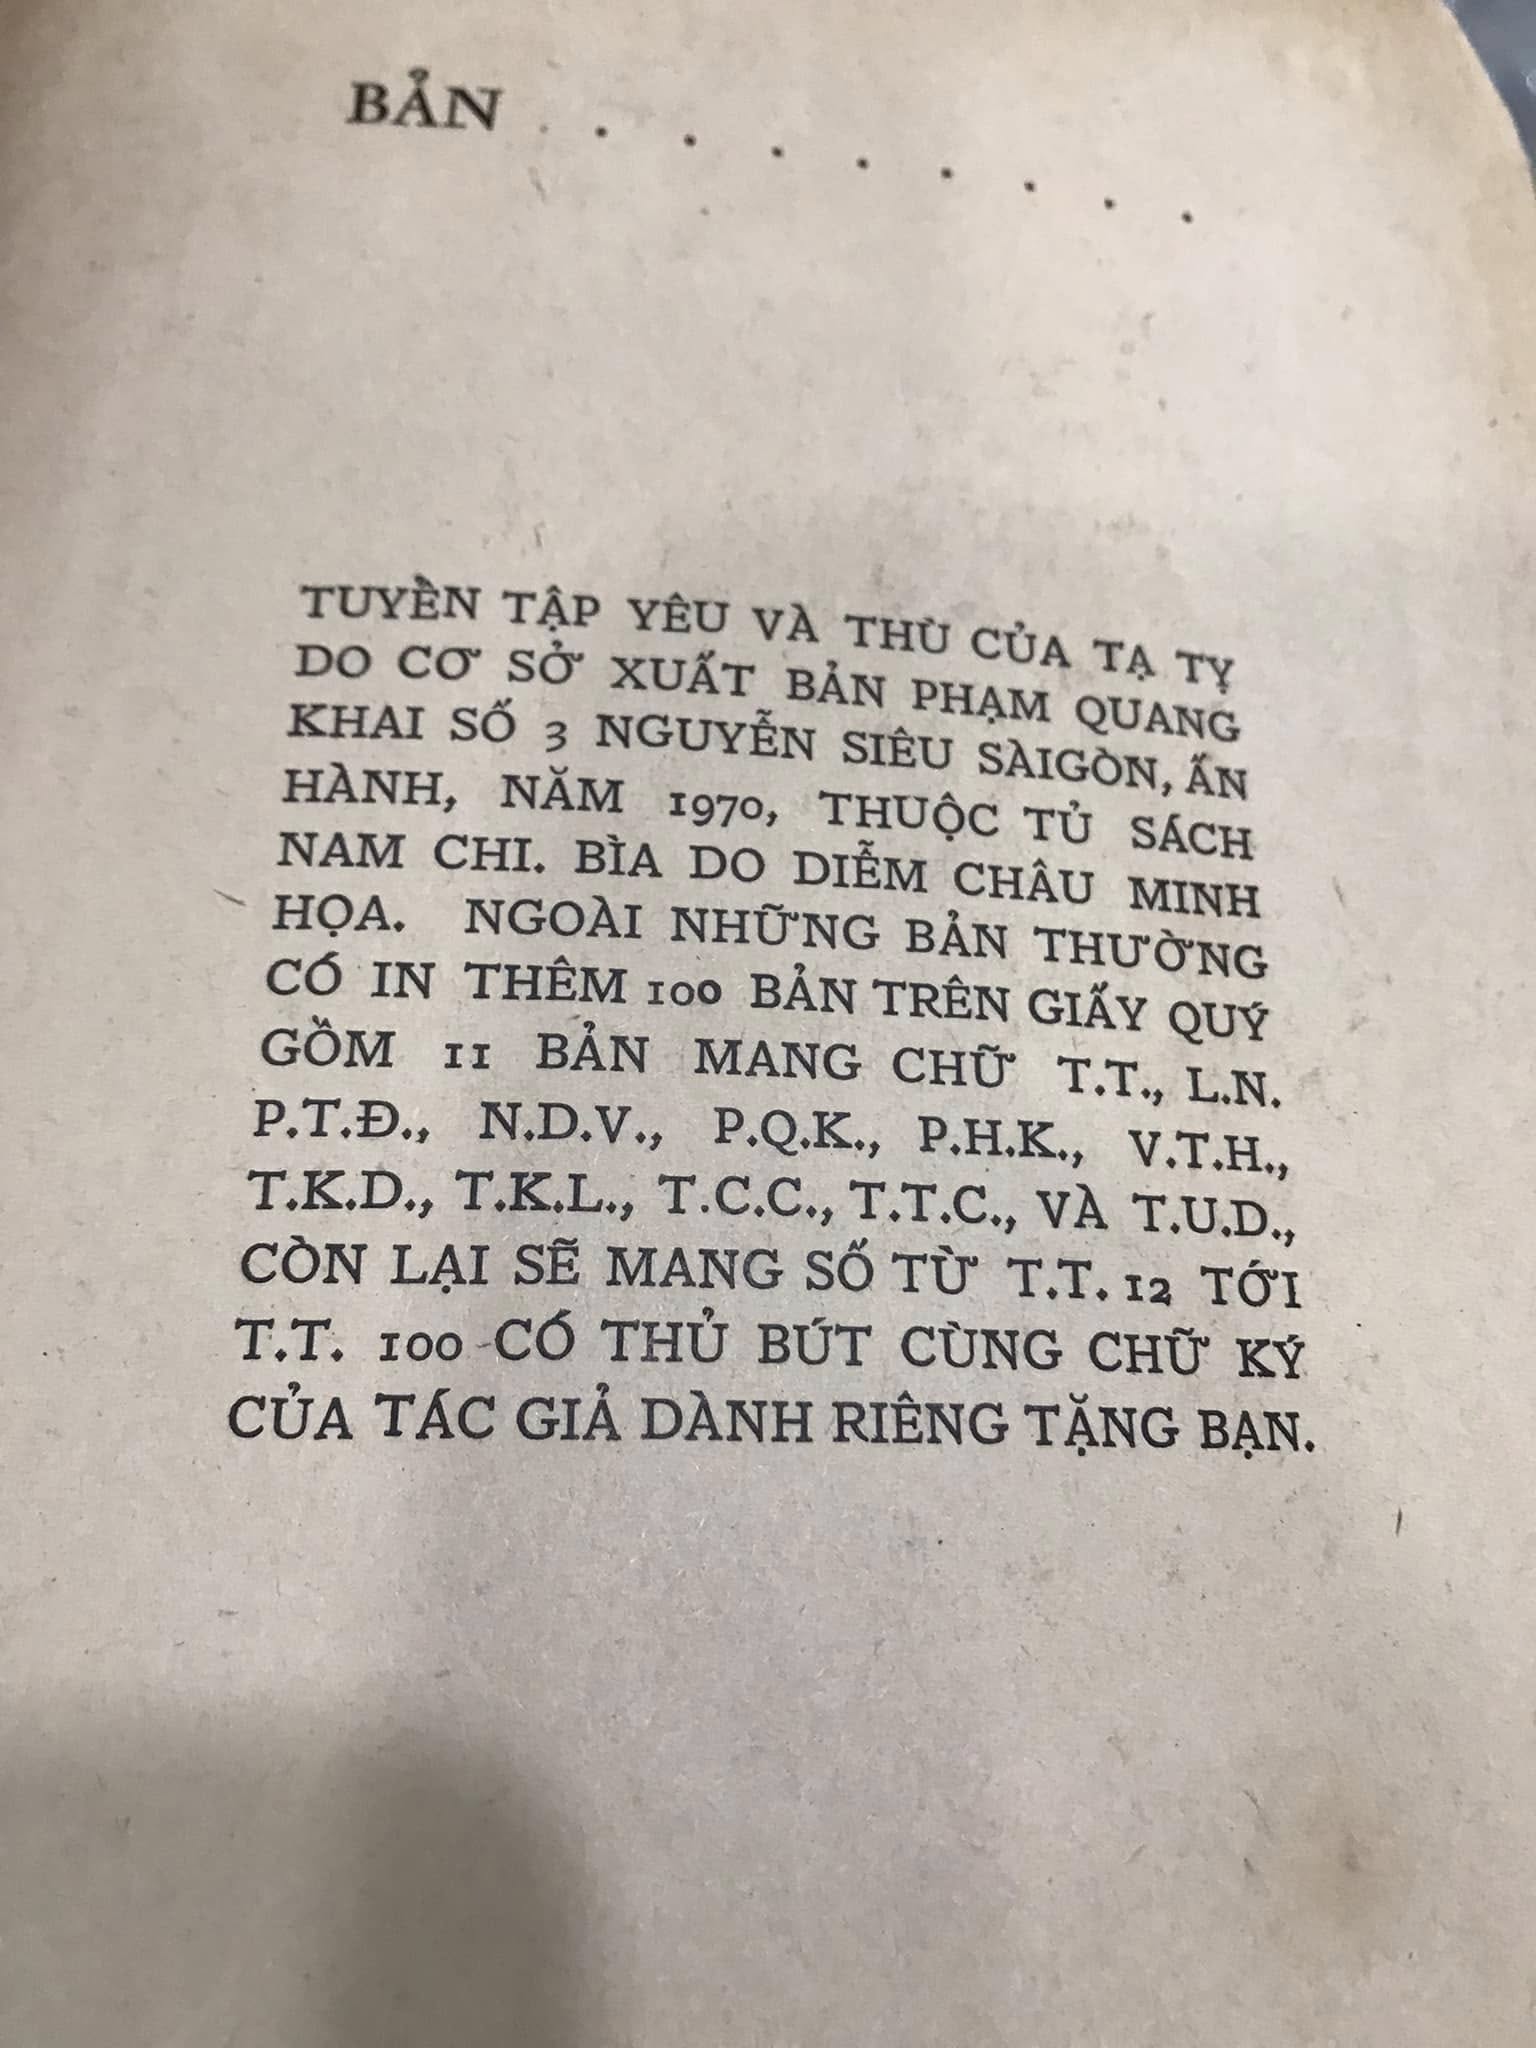 BẢN . . . . . . . .
TUYỀN TẬP YÊU VÀ THÙ CỦA TẠ TỴ
DO CƠ SỞ XUẤT BẢN PHẠM QUANG
KHAI SỐ 3 NGUYỄN SIÊU SÀIGÒN, ẤN
HÀNH, NĂM 1970, THUỘC TỦ SÁCH
NAM CHI. BÌA DO DIỄM CHÂU MINH
HỌA. NGOÀI NHỮNG BẢN THƯỜNG
CÓ IN THÊM 100 BẢN TRÊN GIẤY QUÝ
GỒM 11 BẢN MANG CHỮ T.T., L.N.
P.T.Đ., N.D.V., P.Q.K., P.H.K., V.T.H.,
T.K.D., T.K.L., T.C.C., T.T.C., VÀ T.U.D.,
CÒN LẠI SẼ MANG SỐ TỪ T.T. 12 TỚI
T.T. 100 CÓ THỦ BÚT CÙNG CHỮ KÝ
CỦA TÁC GIẢ DÀNH RIÊNG TẶNG BẠN.